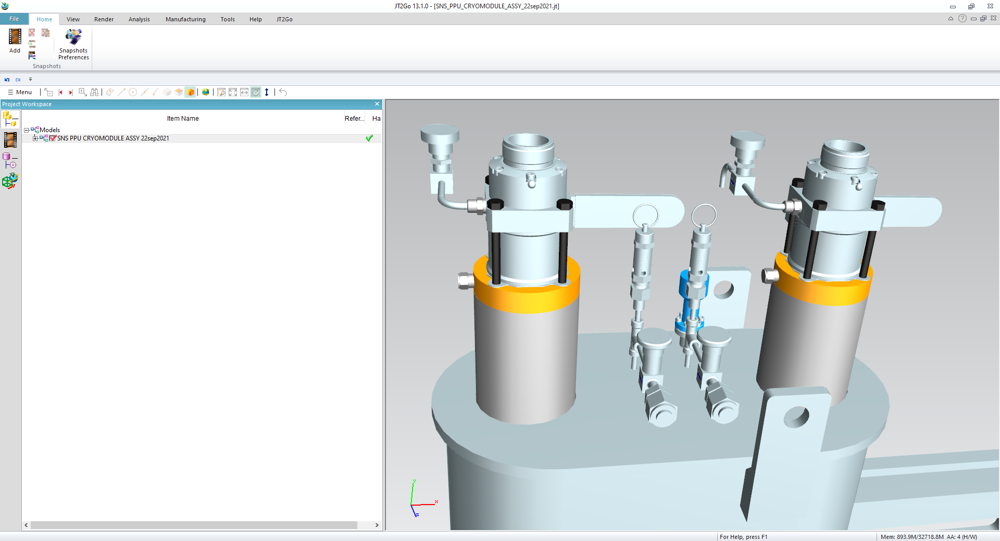 JT2Go 13.1.0 - [SNS_PPU_CRYOMODULE_ASSY_22sep2021.jt]
File Home View Render Analysis Manufacturing Tools Help JT2Go
Add
Snapshots
Preferences
Snapshots
Menu
Project Workspace
Item Name Refer... Ha
Models
SNS PPU CRYOMODULE ASSY 22sep2021
y
x
z
For Help, press F1
Mem: 893.9M/32718.8M AA: 4 (H/W)